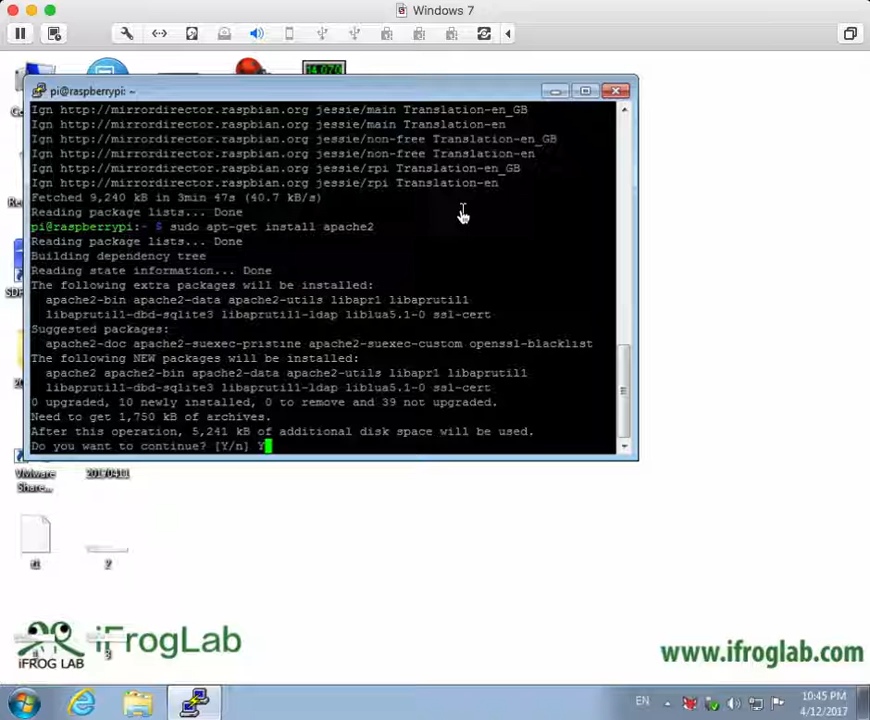 Windows 7
pi@raspberrypi: ~
Ign http://mirrordirector.raspbian.org jessie/main Translation-en_GB
Ign http://mirrordirector.raspbian.org jessie/main Translation-en
Ign http://mirrordirector.raspbian.org jessie/non-free Translation-en_GB
Ign http://mirrordirector.raspbian.org jessie/non-free Translation-en
Ign http://mirrordirector.raspbian.org jessie/rpi Translation-en_GB
Ign http://mirrordirector.raspbian.org jessie/rpi Translation-en
Fetched 9,240 kB in 3min 47s (40.7 kB/s)
Reading package lists... Done
pi@raspberrypi:~ $ sudo apt-get install apache2
Reading package lists... Done
Building dependency tree
Reading state information... Done
The following extra packages will be installed:
apache2-bin apache2-data apache2-utils libapr1 libaprutil1
libaprutil1-dbd-sqlite3 libaprutil1-ldap liblua5.1-0 ssl-cert
Suggested packages:
apache2-doc apache2-suexec-pristine apache2-suexec-custom openssl-blacklist
The following NEW packages will be installed:
apache2 apache2-bin apache2-data apache2-utils libapr1 libaprutil1
libaprutil1-dbd-sqlite3 libaprutil1-ldap liblua5.1-0 ssl-cert
0 upgraded, 10 newly installed, 0 to remove and 39 not upgraded.
Need to get 1,750 kB of archives.
After this operation, 5,241 kB of additional disk space will be used.
Do you want to continue? [Y/n] Y
VMware
Share...
20170411
iFrogLab
iFROG LAB
www.ifroglab.com
EN
10:45 PM
4/12/2017